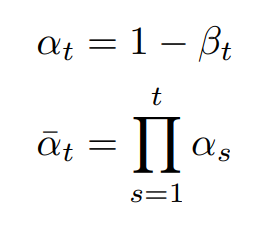 αₜ = 1 − βₜ
ᾱₜ = ∏ₛ₌₁ᵗ αₛ